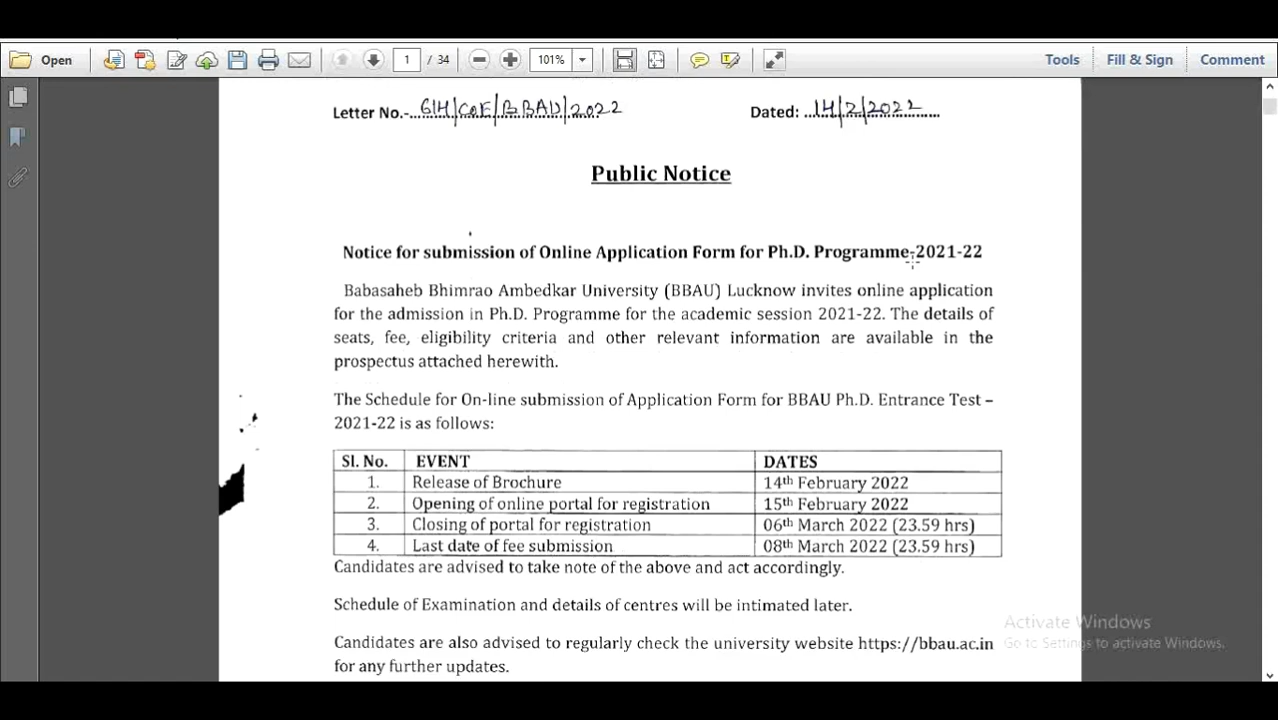 Open
1
/ 34
101%
Tools
Fill & Sign
Comment
Letter No.-...614/COE/BBAU/2022
Dated: ...14/2/2022...
Public Notice
Notice for submission of Online Application Form for Ph.D. Programme-2021-22
Babasaheb Bhimrao Ambedkar University (BBAU) Lucknow invites online application
for the admission in Ph.D. Programme for the academic session 2021-22. The details of
seats, fee, eligibility criteria and other relevant information are available in the
prospectus attached herewith.
The Schedule for On-line submission of Application Form for BBAU Ph.D. Entrance Test –
2021-22 is as follows:
Sl. No. EVENT DATES
1. Release of Brochure 14th February 2022
2. Opening of online portal for registration 15th February 2022
3. Closing of portal for registration 06th March 2022 (23.59 hrs)
4. Last date of fee submission 08th March 2022 (23.59 hrs)
Candidates are advised to take note of the above and act accordingly.
Schedule of Examination and details of centres will be intimated later.
Candidates are also advised to regularly check the university website https://bbau.ac.in
for any further updates.
Activate Windows
Go to Settings to activate Windows.